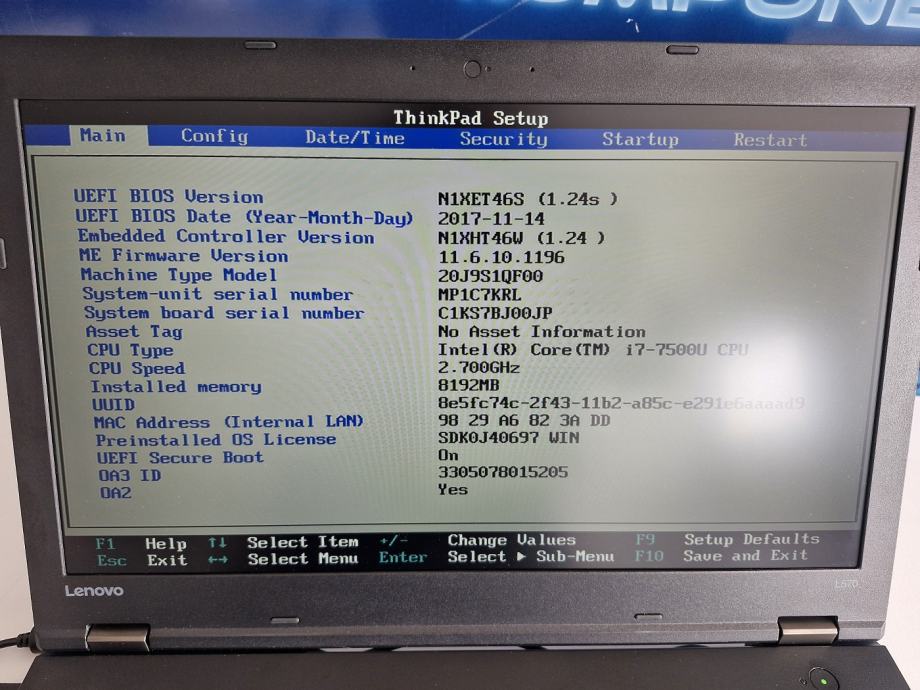 ThinkPad Setup
Main Config Date/Time Security Startup Restart
UEFI BIOS Version N1XET46S (1.24s )
UEFI BIOS Date (Year-Month-Day) 2017-11-14
Embedded Controller Version N1XHT46W (1.24 )
ME Firmware Version 11.6.10.1196
Machine Type Model 20J9S1QF00
System-unit serial number MP1C7KRL
System board serial number C1KS7BJ00JP
Asset Tag No Asset Information
CPU Type Intel(R) Core(TM) i7-7500U CPU
CPU Speed 2.700GHz
Installed memory 8192MB
UUID 8e5fc74c-2f43-11b2-a85c-e291e6aaaad9
MAC Address (Internal LAN) 98 29 A6 82 3A DD
Preinstalled OS License SDK0J40697 WIN
UEFI Secure Boot On
OA3 ID 3305078015205
OA2 Yes
F1 Help ↑↓ Select Item +/- Change Values F9 Setup Defaults
Esc Exit ←→ Select Menu Enter Select ▶ Sub-Menu F10 Save and Exit
Lenovo L570